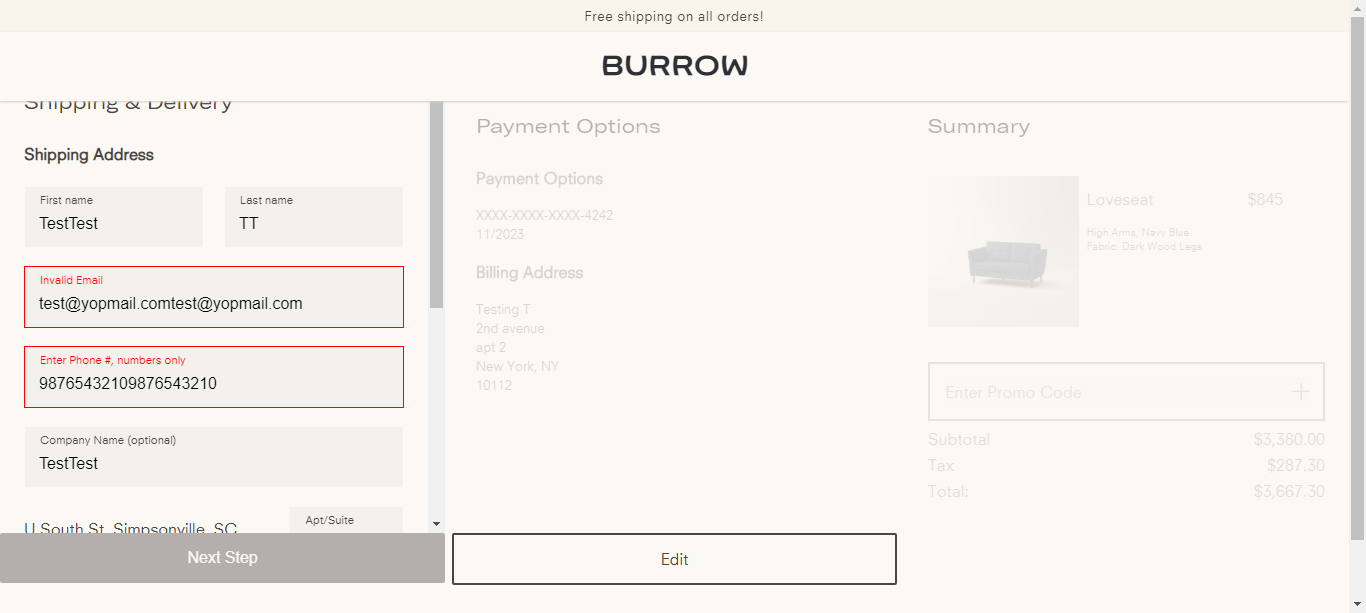 Free shipping on all orders!
BURROW
Shipping & Delivery
Shipping Address
First name
TestTest
Last name
TT
Invalid Email
test@yopmail.comtest@yopmail.com
Enter Phone #, numbers only
98765432109876543210
Company Name (optional)
TestTest
U South St, Simpsonville, SC
Apt/Suite
Next Step
Payment Options
Payment Options
XXXX-XXXX-XXXX-4242
11/2023
Billing Address
Testing T
2nd avenue
apt 2
New York, NY
10112
Edit
Summary
Loveseat $845
High Arms, Navy Blue
Fabric, Dark Wood Legs
Enter Promo Code
Subtotal $3,380.00
Tax $287.30
Total: $3,667.30